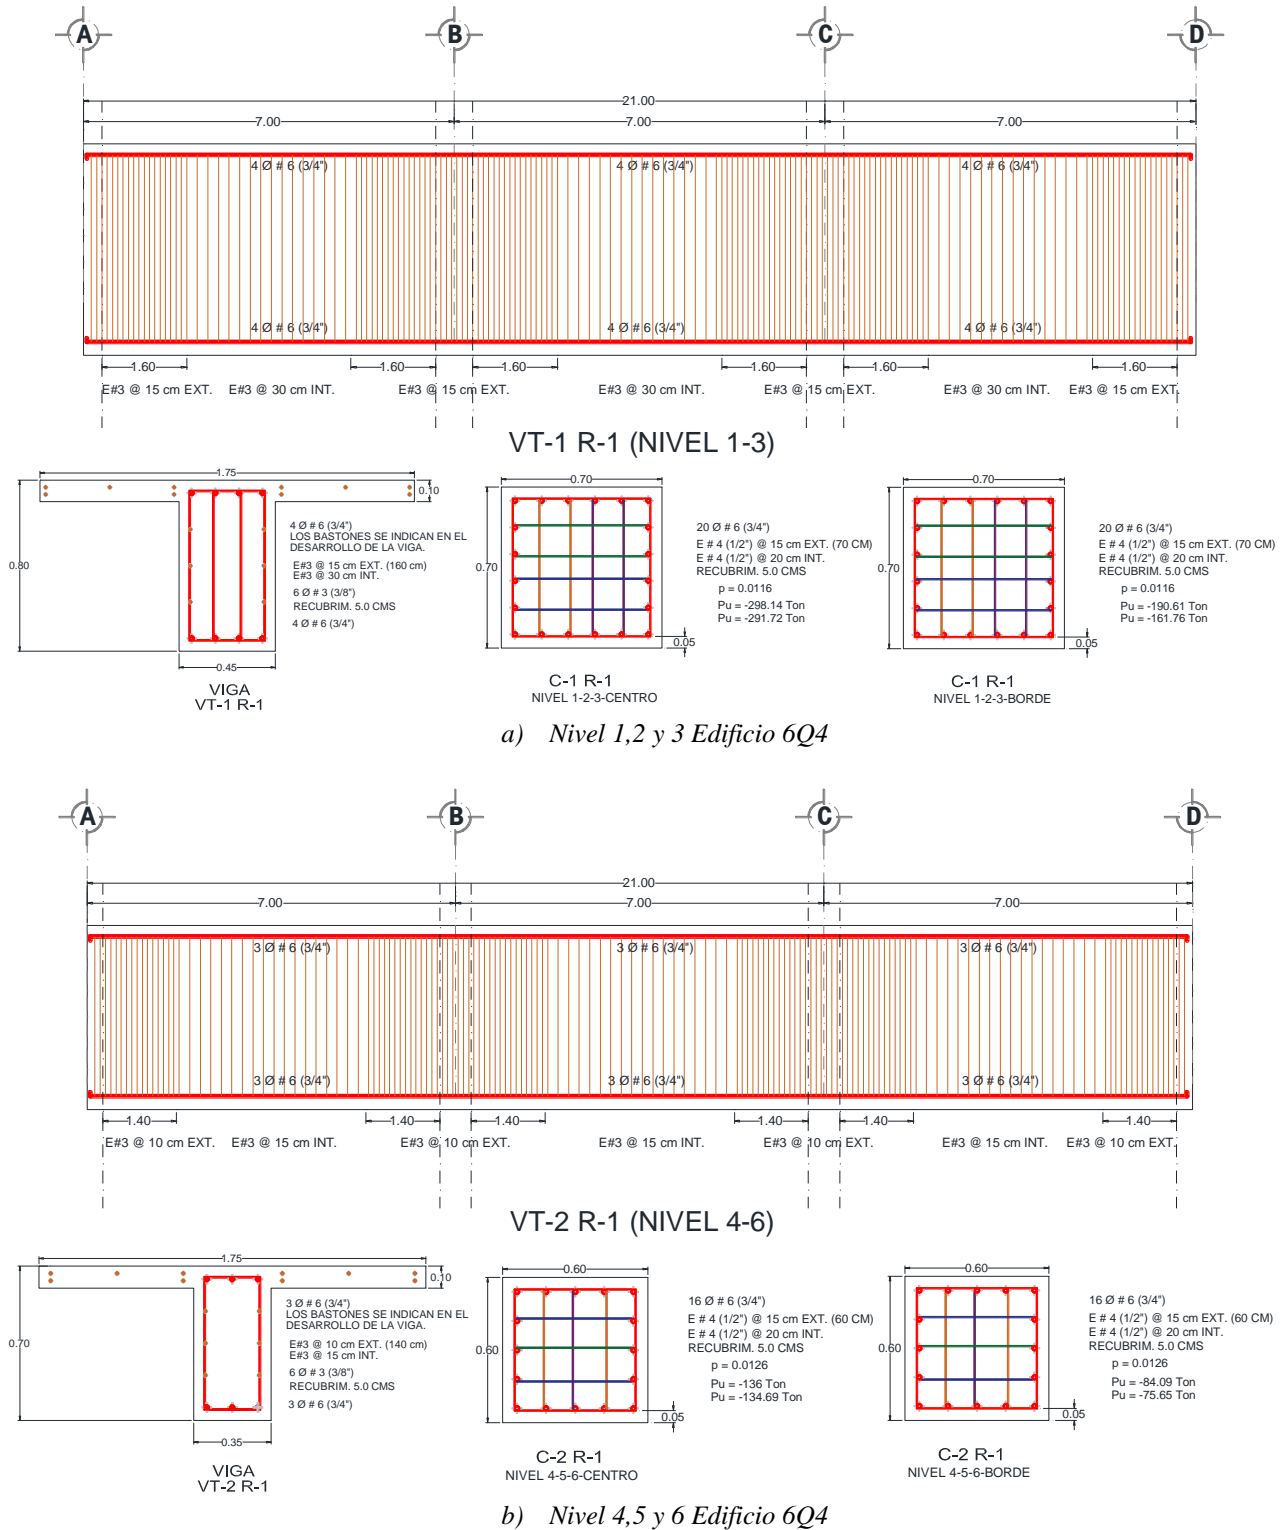 A B C D
21.00
7.00 7.00 7.00
4 Ø # 6 (3/4") 4 Ø # 6 (3/4") 4 Ø # 6 (3/4")
4 Ø # 6 (3/4") 4 Ø # 6 (3/4") 4 Ø # 6 (3/4")
1.60 1.60 1.60 1.60 1.60 1.60
E#3 @ 15 cm EXT. E#3 @ 30 cm INT. E#3 @ 15 cm EXT. E#3 @ 30 cm INT. E#3 @ 15 cm EXT. E#3 @ 30 cm INT. E#3 @ 15 cm EXT.
VT-1 R-1 (NIVEL 1-3)
1.75
0.10
0.80
0.45
4 Ø # 6 (3/4")
LOS BASTONES SE INDICAN EN EL
DESARROLLO DE LA VIGA.
E#3 @ 15 cm EXT. (160 cm)
E#3 @ 30 cm INT.
6 Ø # 3 (3/8")
RECUBRIM. 5.0 CMS
4 Ø # 6 (3/4")
VIGA
VT-1 R-1
0.70
0.70
0.05
20 Ø # 6 (3/4")
E # 4 (1/2") @ 15 cm EXT. (70 CM)
E # 4 (1/2") @ 20 cm INT.
RECUBRIM. 5.0 CMS
p = 0.0116
Pu = -298.14 Ton
Pu = -291.72 Ton
C-1 R-1
NIVEL 1-2-3-CENTRO
0.70
0.70
0.05
20 Ø # 6 (3/4")
E # 4 (1/2") @ 15 cm EXT. (70 CM)
E # 4 (1/2") @ 20 cm INT.
RECUBRIM. 5.0 CMS
p = 0.0116
Pu = -190.61 Ton
Pu = -161.76 Ton
C-1 R-1
NIVEL 1-2-3-BORDE
a) Nivel 1,2 y 3 Edificio 6Q4
A B C D
21.00
7.00 7.00 7.00
3 Ø # 6 (3/4") 3 Ø # 6 (3/4") 3 Ø # 6 (3/4")
3 Ø # 6 (3/4") 3 Ø # 6 (3/4") 3 Ø # 6 (3/4")
1.40 1.40 1.40 1.40 1.40 1.40
E#3 @ 10 cm EXT. E#3 @ 15 cm INT. E#3 @ 10 cm EXT. E#3 @ 15 cm INT. E#3 @ 10 cm EXT. E#3 @ 15 cm INT. E#3 @ 10 cm EXT.
VT-2 R-1 (NIVEL 4-6)
1.75
0.10
0.70
0.35
3 Ø # 6 (3/4")
LOS BASTONES SE INDICAN EN EL
DESARROLLO DE LA VIGA.
E#3 @ 10 cm EXT. (140 cm)
E#3 @ 15 cm INT.
6 Ø # 3 (3/8")
RECUBRIM. 5.0 CMS
3 Ø # 6 (3/4")
VIGA
VT-2 R-1
0.60
0.60
0.05
16 Ø # 6 (3/4")
E # 4 (1/2") @ 15 cm EXT. (60 CM)
E # 4 (1/2") @ 20 cm INT.
RECUBRIM. 5.0 CMS
p = 0.0126
Pu = -136 Ton
Pu = -134.69 Ton
C-2 R-1
NIVEL 4-5-6-CENTRO
0.60
0.60
0.05
16 Ø # 6 (3/4")
E # 4 (1/2") @ 15 cm EXT. (60 CM)
E # 4 (1/2") @ 20 cm INT.
RECUBRIM. 5.0 CMS
p = 0.0126
Pu = -84.09 Ton
Pu = -75.65 Ton
C-2 R-1
NIVEL 4-5-6-BORDE
b) Nivel 4,5 y 6 Edificio 6Q4